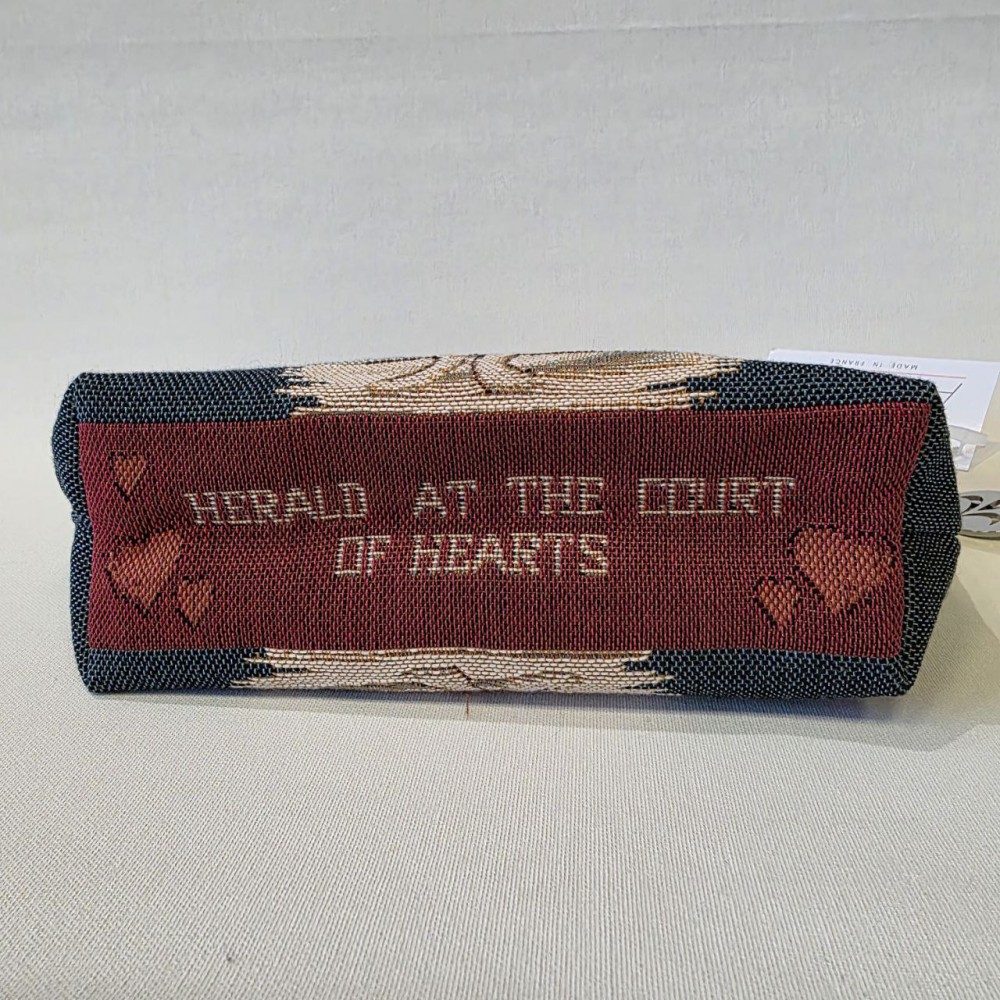 HERALD AT THE COURT
OF HEARTS
MADE IN FRANCE